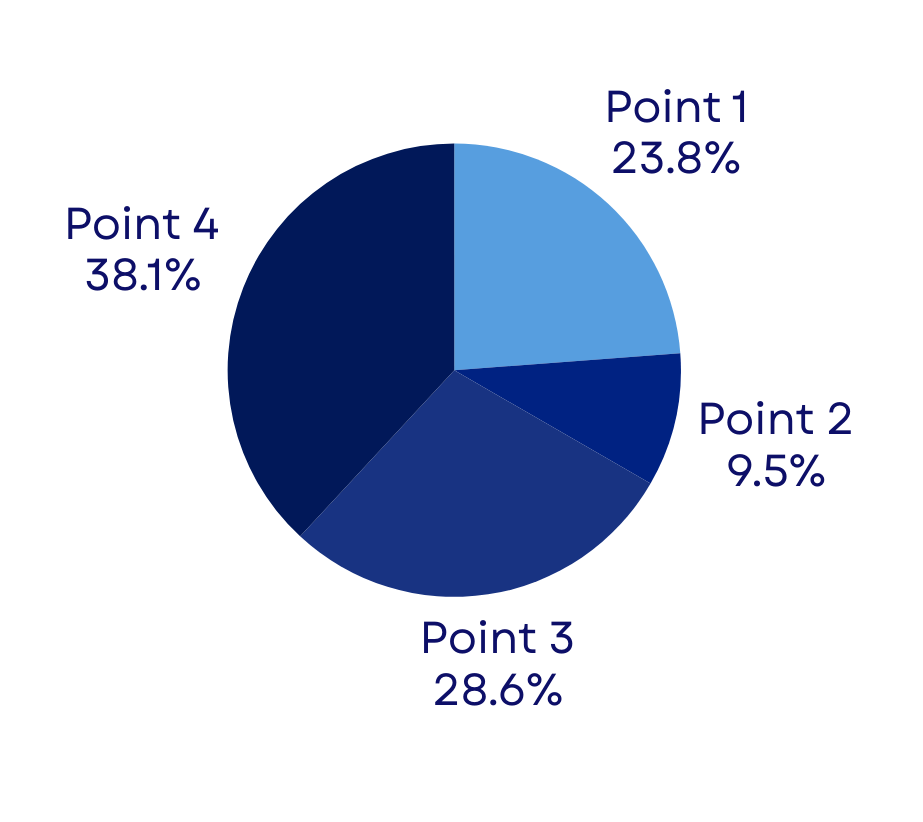 Point 1
23.8%
Point 2
9.5%
Point 3
28.6%
Point 4
38.1%